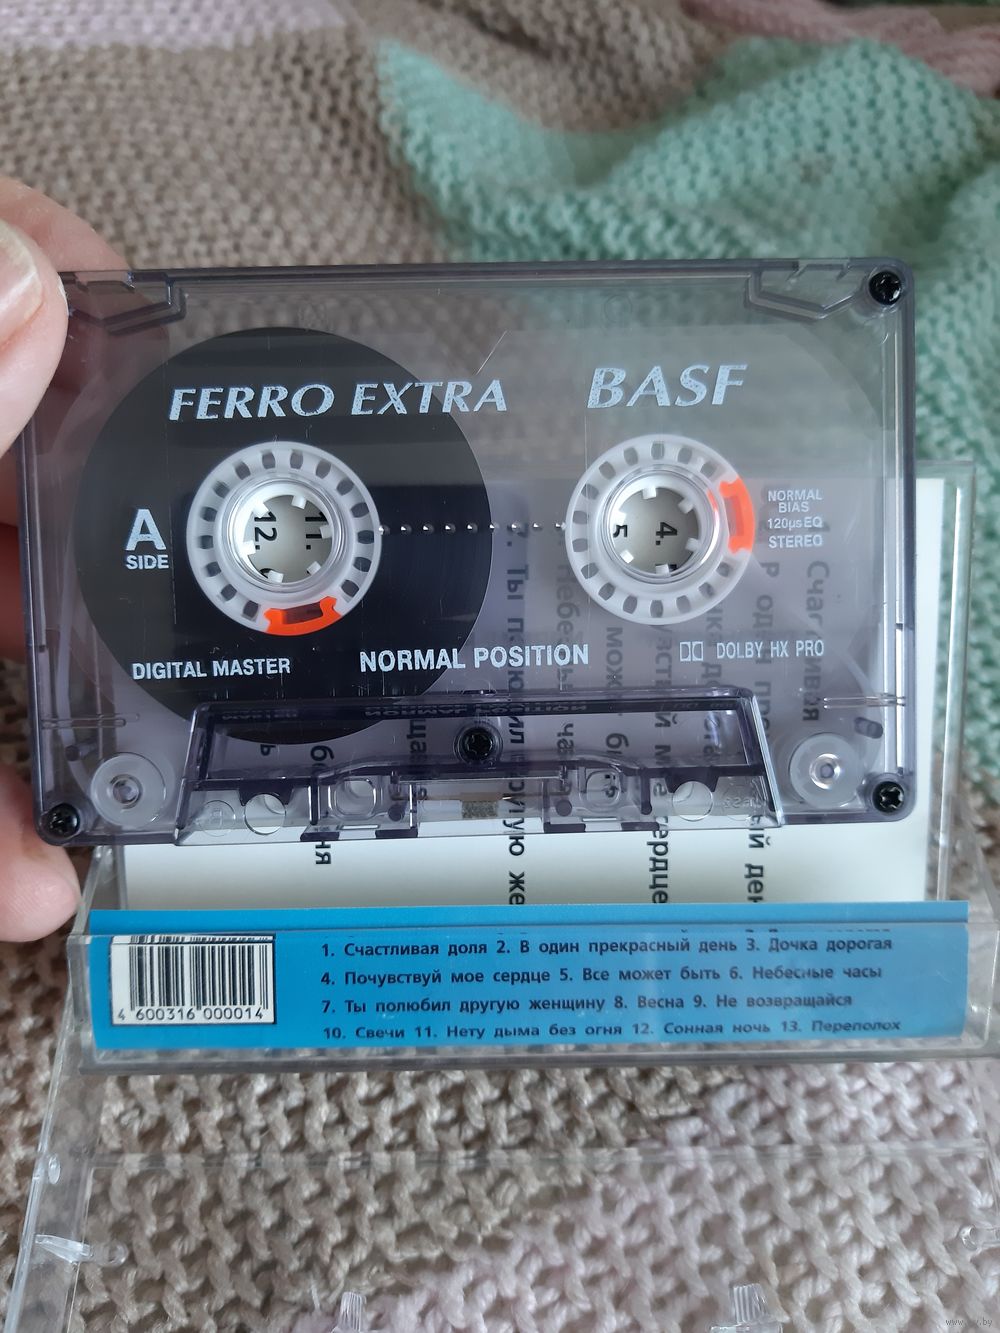 FERRO EXTRA BASF
A
SIDE
12. 11.
5 4.
NORMAL
BIAS
120µs EQ
STEREO
DIGITAL MASTER
NORMAL POSITION
DOLBY HX PRO
4 600316 000014
1. Счастливая доля 2. В один прекрасный день 3. Дочка дорогая
4. Почувствуй мое сердце 5. Все может быть 6. Небесные часы
7. Ты полюбил другую женщину 8. Весна 9. Не возвращайся
10. Свечи 11. Нету дыма без огня 12. Сонная ночь 13. Переполох